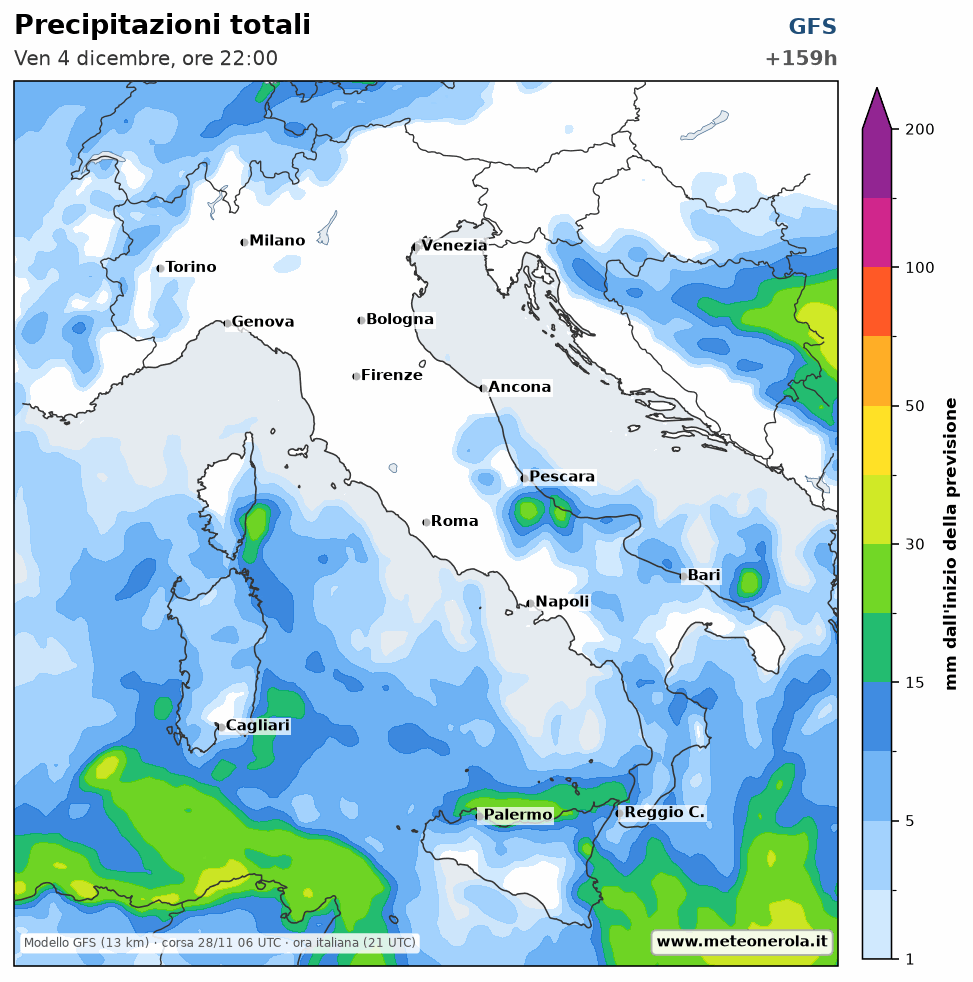 Precipitazioni totali
GFS
Ven 4 dicembre, ore 22:00
+159h
200
100
50
30
15
5
1
mm dall'inizio della previsione
Milano
Venezia
Torino
Genova
Bologna
Firenze
Ancona
Pescara
Roma
Bari
Napoli
Cagliari
Palermo
Reggio C.
Modello GFS (13 km) · corsa 28/11 06 UTC · ora italiana (21 UTC)
www.meteonerola.it